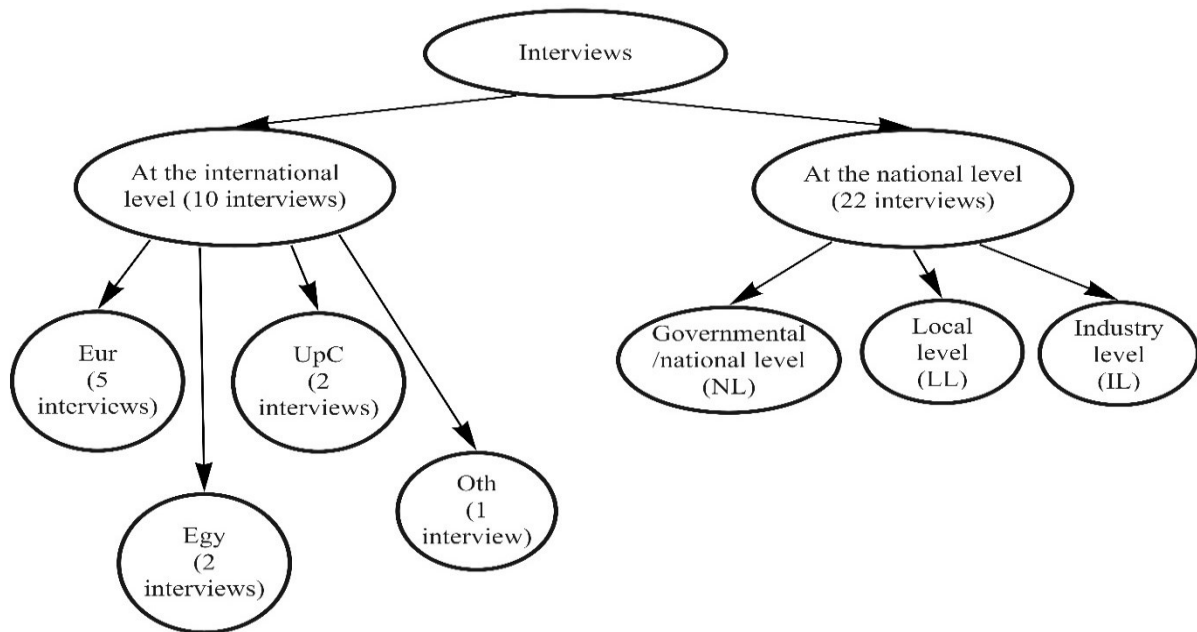 Interviews
At the international
level (10 interviews)
At the national level
(22 interviews)
Eur
(5
interviews)
UpC
(2
interviews)
Egy
(2
interviews)
Oth
(1
interview)
Governmental
/national level
(NL)
Local
level
(LL)
Industry
level
(IL)